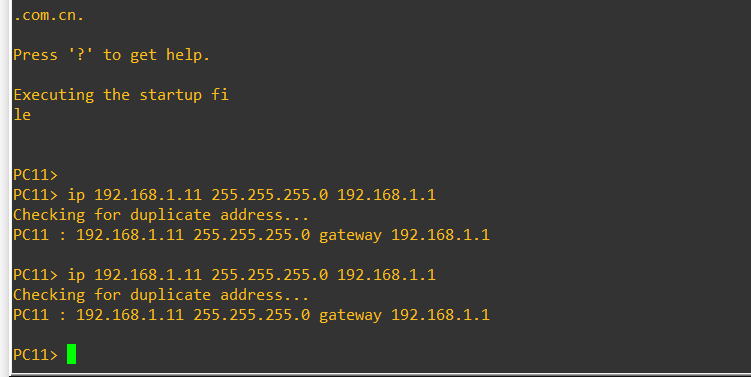 .com.cn.
Press '?' to get help.
Executing the startup fi
le
PC11>
PC11> ip 192.168.1.11 255.255.255.0 192.168.1.1
Checking for duplicate address...
PC11 : 192.168.1.11 255.255.255.0 gateway 192.168.1.1
PC11> ip 192.168.1.11 255.255.255.0 192.168.1.1
Checking for duplicate address...
PC11 : 192.168.1.11 255.255.255.0 gateway 192.168.1.1
PC11>